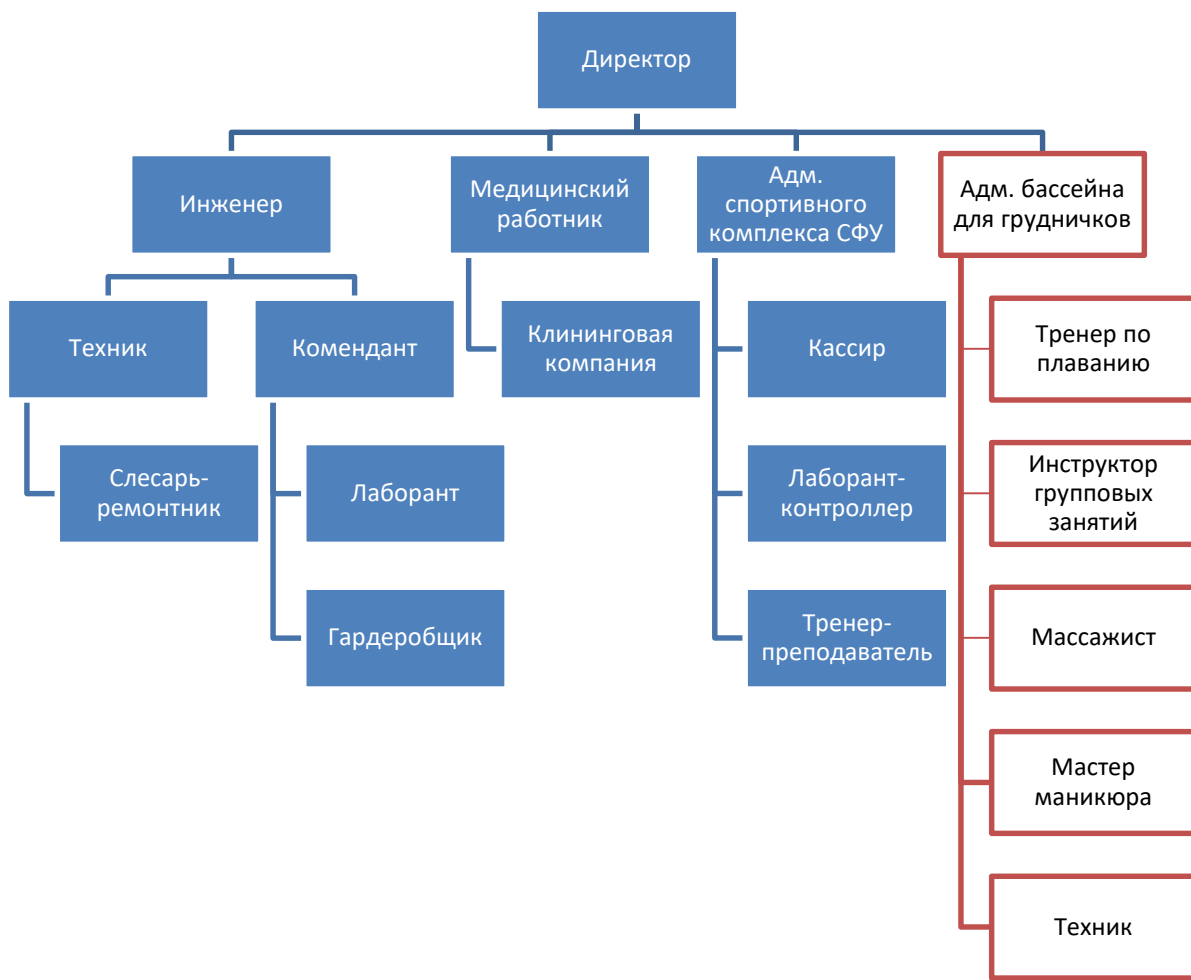 Директор
Инженер
Медицинский
работник
Адм.
спортивного
комплекса СФУ
Адм. бассейна
для грудничков
Техник
Комендант
Клининговая
компания
Кассир
Тренер по
плаванию
Слесарь-
ремонтник
Лаборант
Лаборант-
контроллер
Инструктор
групповых
занятий
Гардеробщик
Тренер-
преподаватель
Массажист
Мастер
маникюра
Техник